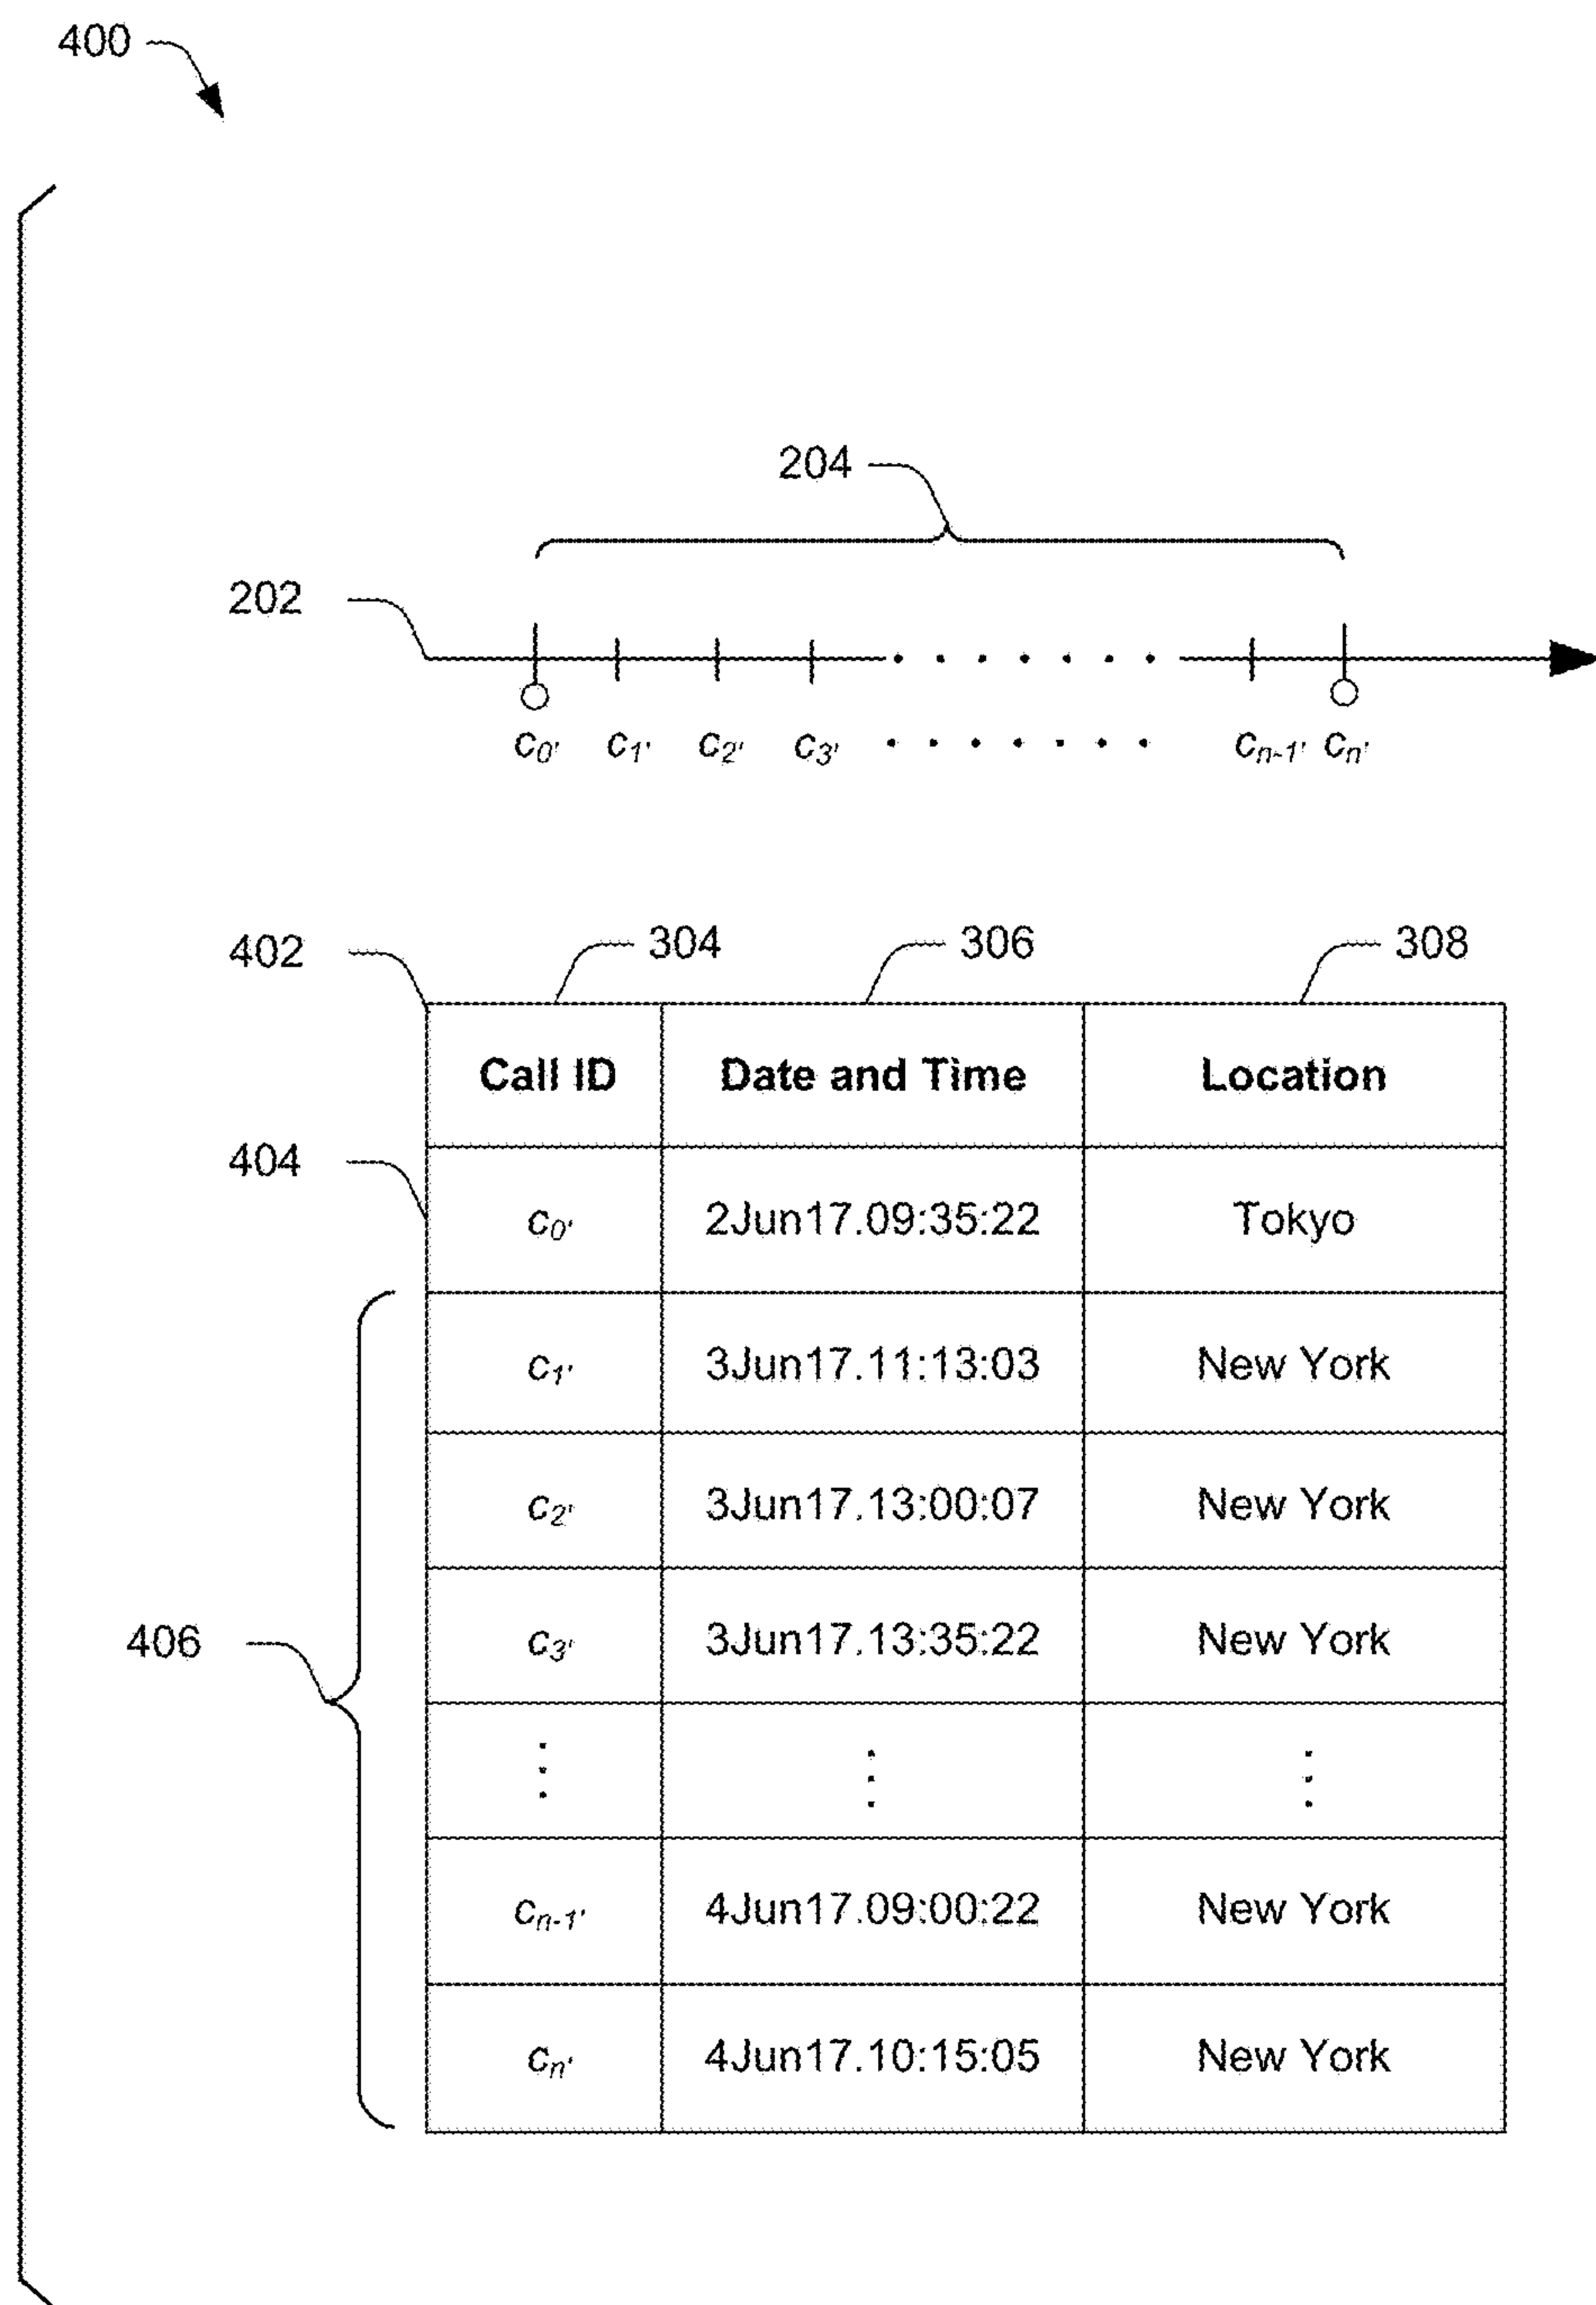 400
204
202
c0' c1' c2' c3' . . . . . . . cn-1' cn'
402 304 306 308
Call ID Date and Time Location
404
c0' 2Jun17.09:35:22 Tokyo
c1' 3Jun17.11:13:03 New York
c2' 3Jun17.13:00:07 New York
406 c3' 3Jun17.13:35:22 New York
⋮ ⋮ ⋮
cn-1' 4Jun17.09:00:22 New York
cn' 4Jun17.10:15:05 New York